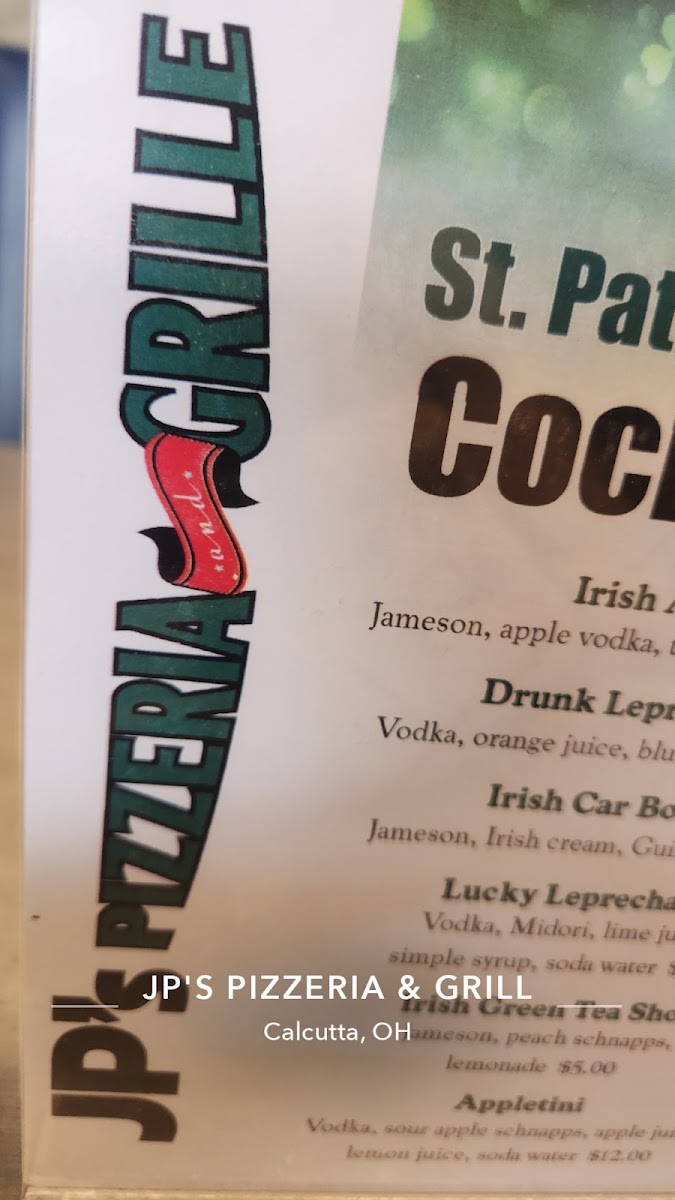 JP's PIZZERIA and GRILLE
St. Pat
Coc
Irish A
Jameson, apple vodka, t
Drunk Lepr
Vodka, orange juice, blu
Irish Car Bo
Jameson, Irish cream, Gui
Lucky Leprecha
Vodka, Midori, lime ju
simple syrup, soda water $
Irish Green Tea Sho
Jameson, peach schnapps,
lemonade $5.00
Appletini
Vodka, sour apple schnapps, apple jui
lemon juice, soda water $12.00
JP'S PIZZERIA & GRILL
Calcutta, OH